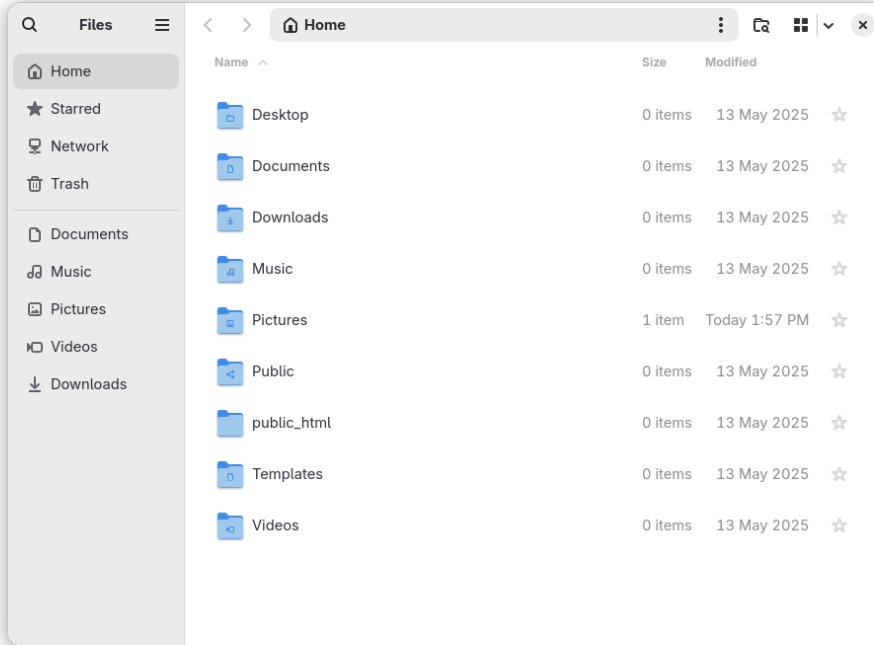 Files
Home
Home
Starred
Network
Trash
Documents
Music
Pictures
Videos
Downloads
Name Size Modified
Desktop 0 items 13 May 2025
Documents 0 items 13 May 2025
Downloads 0 items 13 May 2025
Music 0 items 13 May 2025
Pictures 1 item Today 1:57 PM
Public 0 items 13 May 2025
public_html 0 items 13 May 2025
Templates 0 items 13 May 2025
Videos 0 items 13 May 2025